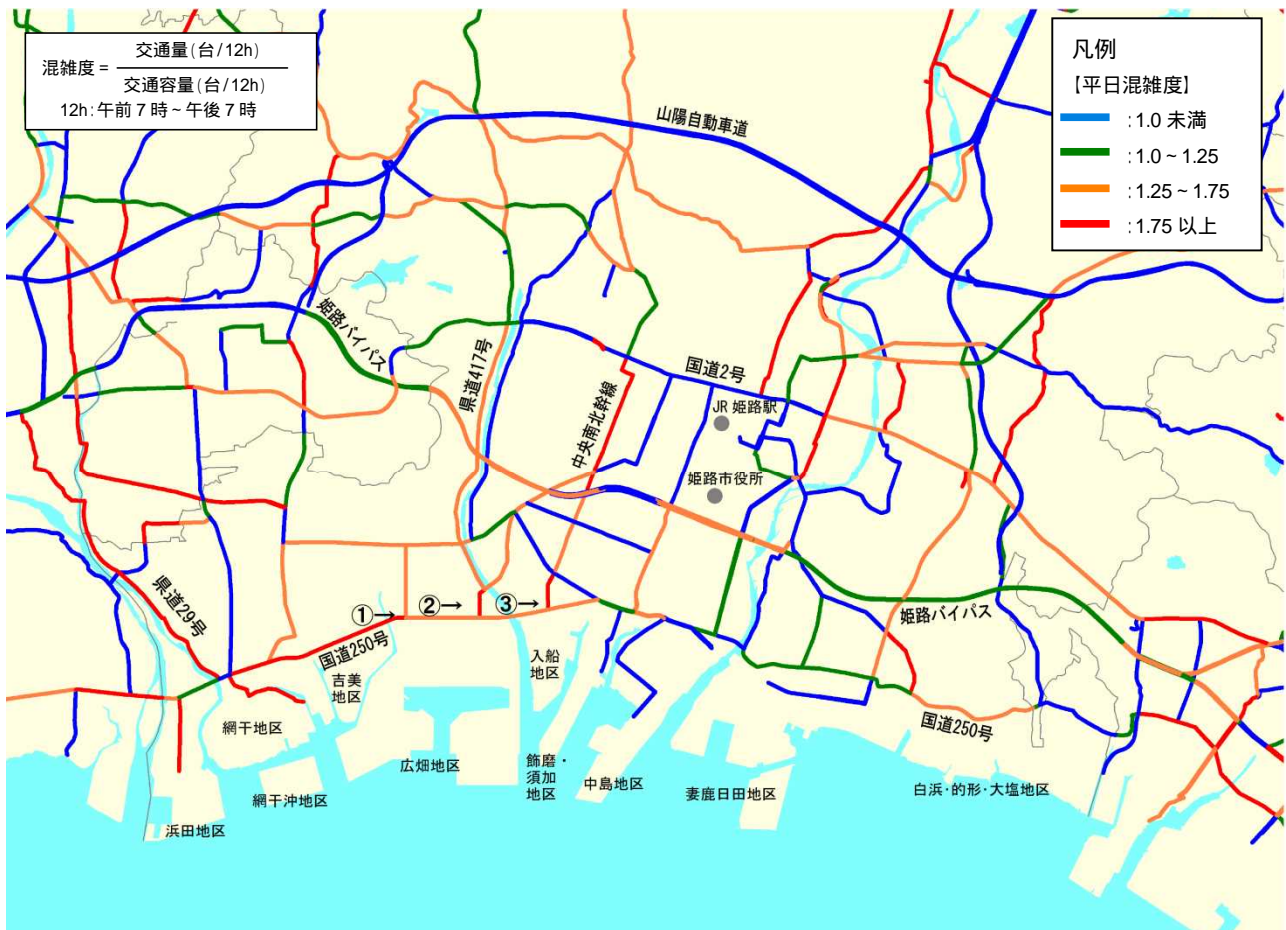 混雑度 = 交通量(台/12h)
交通容量(台/12h)
12h:午前7時~午後7時
凡例
【平日混雑度】
:1.0 未満
:1.0 ~ 1.25
:1.25 ~ 1.75
:1.75 以上
山陽自動車道
姫路バイパス
県道417号
国道2号
JR 姫路駅
中央南北幹線
姫路市役所
県道29号
①→
②→
③→
国道250号
姫路バイパス
吉美
地区
入船
地区
網干地区
国道250号
広畑地区
飾磨・
須加
地区
中島地区
妻鹿日田地区
白浜・的形・大塩地区
網干沖地区
浜田地区